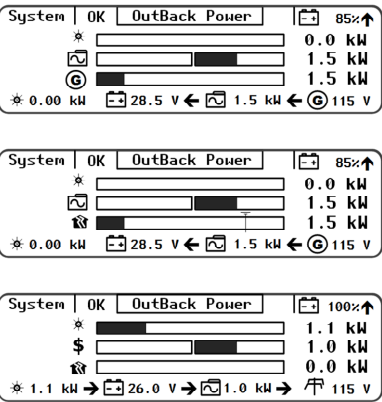 System OK OutBack Power 85%
0.0 kW
1.5 kW
G 1.5 kW
0.00 kW 28.5 V 1.5 kW G 115 V
System OK OutBack Power 85%
0.0 kW
1.5 kW
1.5 kW
0.00 kW 28.5 V 1.5 kW G 115 V
System OK OutBack Power 100%
1.1 kW
$ 1.0 kW
0.0 kW
1.1 kW 26.0 V 1.0 kW 115 V